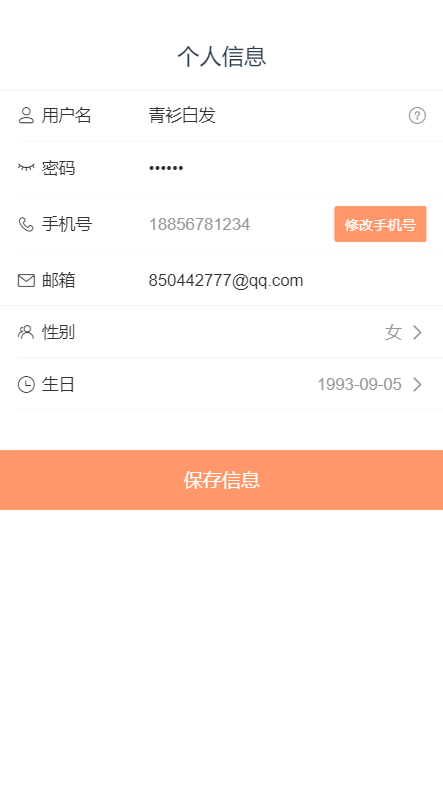 个人信息
用户名 青衫白发
密码 ••••••
手机号 18856781234 修改手机号
邮箱 850442777@qq.com
性别 女
生日 1993-09-05
保存信息